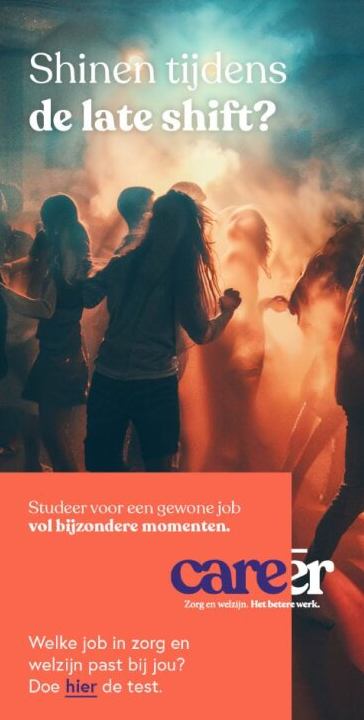 Shinen tijdens
de late shift?
Studeer voor een gewone job
vol bijzondere momenten.
careēr
Zorg en welzijn. Het betere werk.
Welke job in zorg en
welzijn past bij jou?
Doe hier de test.